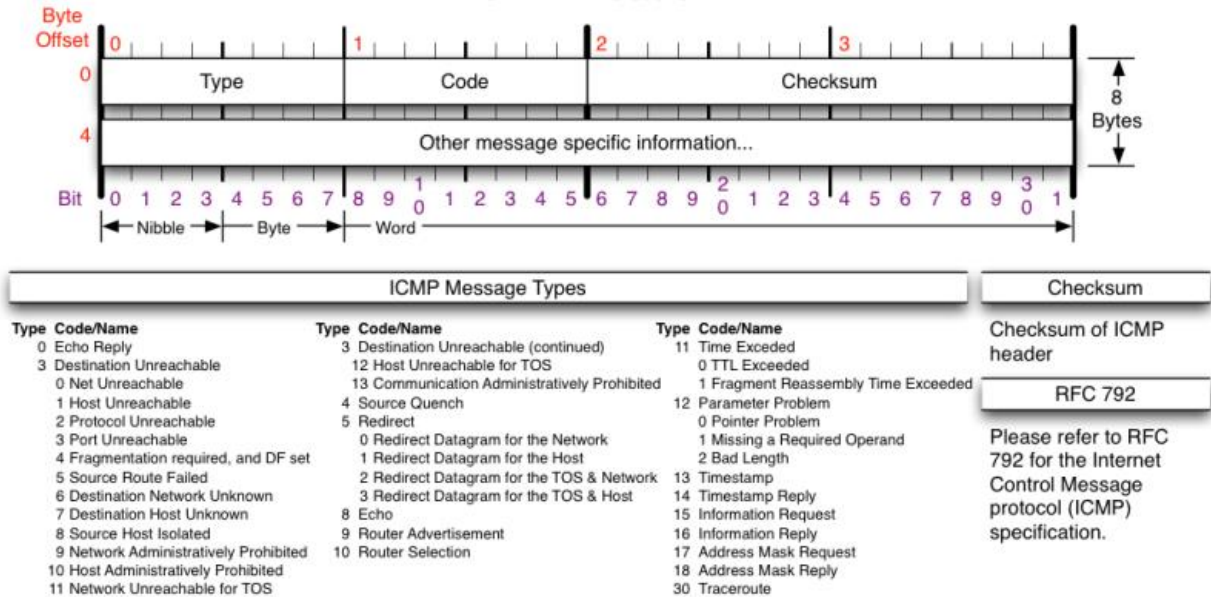 Byte
Offset 0 1 2 3
0 Type Code Checksum
8
Bytes
4 Other message specific information...
Bit 0 1 2 3 4 5 6 7 8 9 10 1 2 3 4 5 6 7 8 9 20 1 2 3 4 5 6 7 8 9 30 1
Nibble Byte Word
ICMP Message Types
Type Code/Name
0 Echo Reply
3 Destination Unreachable
0 Net Unreachable
1 Host Unreachable
2 Protocol Unreachable
3 Port Unreachable
4 Fragmentation required, and DF set
5 Source Route Failed
6 Destination Network Unknown
7 Destination Host Unknown
8 Source Host Isolated
9 Network Administratively Prohibited
10 Host Administratively Prohibited
11 Network Unreachable for TOS
Type Code/Name
3 Destination Unreachable (continued)
12 Host Unreachable for TOS
13 Communication Administratively Prohibited
4 Source Quench
5 Redirect
0 Redirect Datagram for the Network
1 Redirect Datagram for the Host
2 Redirect Datagram for the TOS & Network
3 Redirect Datagram for the TOS & Host
8 Echo
9 Router Advertisement
10 Router Selection
Type Code/Name
11 Time Exceded
0 TTL Exceeded
1 Fragment Reassembly Time Exceeded
12 Parameter Problem
0 Pointer Problem
1 Missing a Required Operand
2 Bad Length
13 Timestamp
14 Timestamp Reply
15 Information Request
16 Information Reply
17 Address Mask Request
18 Address Mask Reply
30 Traceroute
Checksum
Checksum of ICMP
header
RFC 792
Please refer to RFC
792 for the Internet
Control Message
protocol (ICMP)
specification.